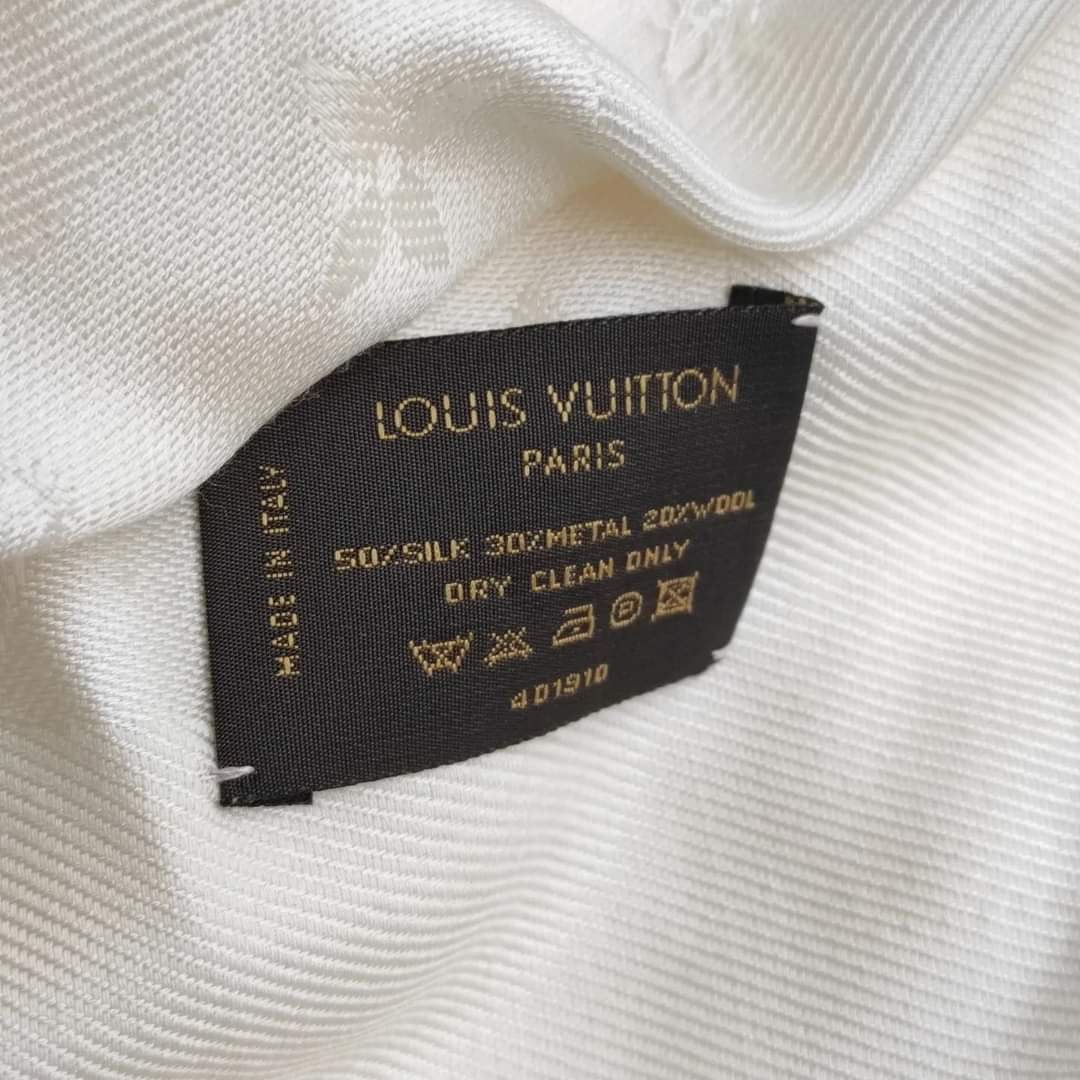 LOUIS VUITTON
PARIS
50%SILK 30%METAL 20%WOOL
DRY CLEAN ONLY
P
401910
MADE IN ITALY